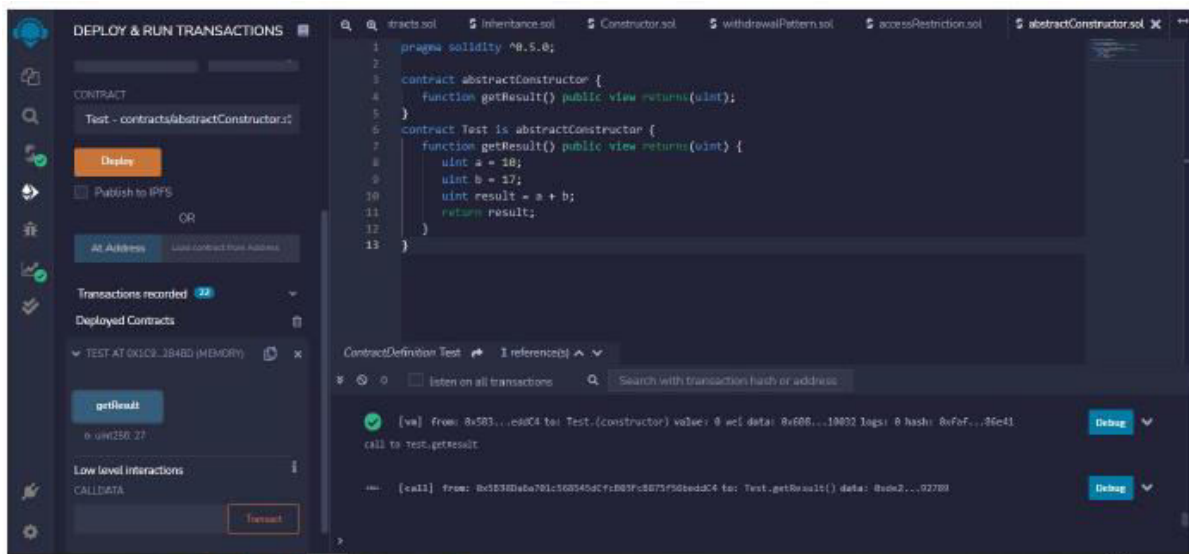 DEPLOY & RUN TRANSACTIONS
CONTRACT
Test - contracts/abstractConstructor.s
Deploy
Publish to IPFS
OR
At Address Load contract from Address
Transactions recorded 22
Deployed Contracts
TEST AT 0X1C9...2B4BD (MEMORY)
getResult
0: uint256: 27
Low level interactions
CALLDATA
Transact
tracts.sol Inheritance.sol Constructor.sol withdrawalPattern.sol accessRestriction.sol abstractConstructor.sol
1 pragma solidity ^0.5.0;
2
3 contract abstractConstructor {
4 function getResult() public view returns(uint);
5 }
6 contract Test is abstractConstructor {
7 function getResult() public view returns(uint) {
8 uint a = 10;
9 uint b = 17;
10 uint result = a + b;
11 return result;
12 }
13 }
ContractDefinition Test 1 reference(s)
0 listen on all transactions Search with transaction hash or address
[vm] from: 0x5B3...eddC4 to: Test.(constructor) value: 0 wei data: 0x608...10032 logs: 0 hash: 0xfaf...86e41 Debug
call to Test.getResult
[call] from: to: Test.getResult() data: 0xde2...92789 Debug
>